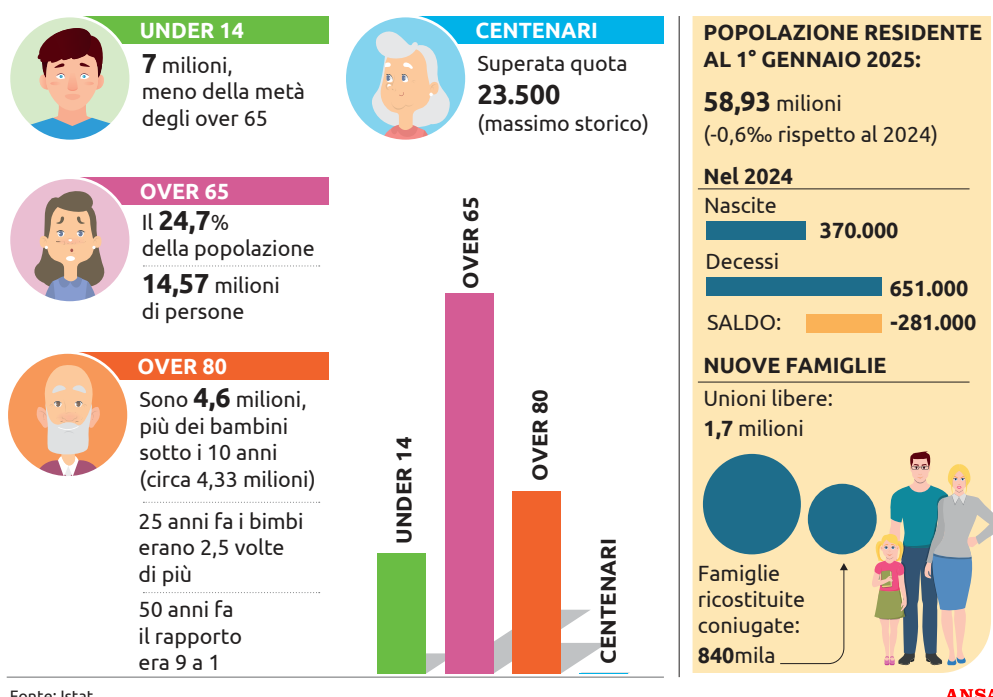 UNDER 14
7 milioni,
meno della metà
degli over 65
CENTENARI
Superata quota
23.500
(massimo storico)
OVER 65
Il 24,7%
della popolazione
14,57 milioni
di persone
OVER 80
Sono 4,6 milioni,
più dei bambini
sotto i 10 anni
(circa 4,33 milioni)
25 anni fa i bimbi
erano 2,5 volte
di più
50 anni fa
il rapporto
era 9 a 1
UNDER 14
OVER 65
OVER 80
CENTENARI
POPOLAZIONE RESIDENTE
AL 1° GENNAIO 2025:
58,93 milioni
(-0,6‰ rispetto al 2024)
Nel 2024
Nascite
370.000
Decessi
651.000
SALDO: -281.000
NUOVE FAMIGLIE
Unioni libere:
1,7 milioni
Famiglie
ricostituite
coniugate:
840mila
Fonte: Istat
ANSA